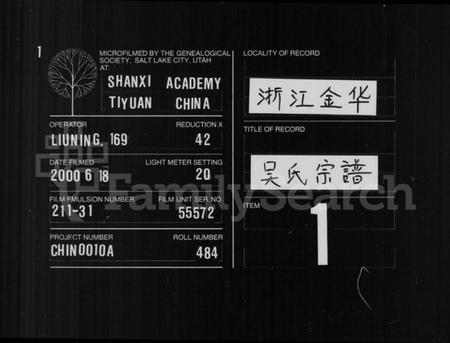 1
MICROFILMED BY THE GENEALOGICAL
SOCIETY, SALT LAKE CITY, UTAH
AT:
SHANXI ACADEMY
TIYUAN CHINA
OPERATOR REDUCTION X
LIUNING, 169 42
DATE FILMED LIGHT METER SETTING
2000 6 18 20
FILM EMULSION NUMBER FILM UNIT SER. NO.
211-31 55572
PROJECT NUMBER ROLL NUMBER
CHIN0010A 484
LOCALITY OF RECORD
浙江金华
TITLE OF RECORD
吴氏宗譜
ITEM
1
FamilySearch